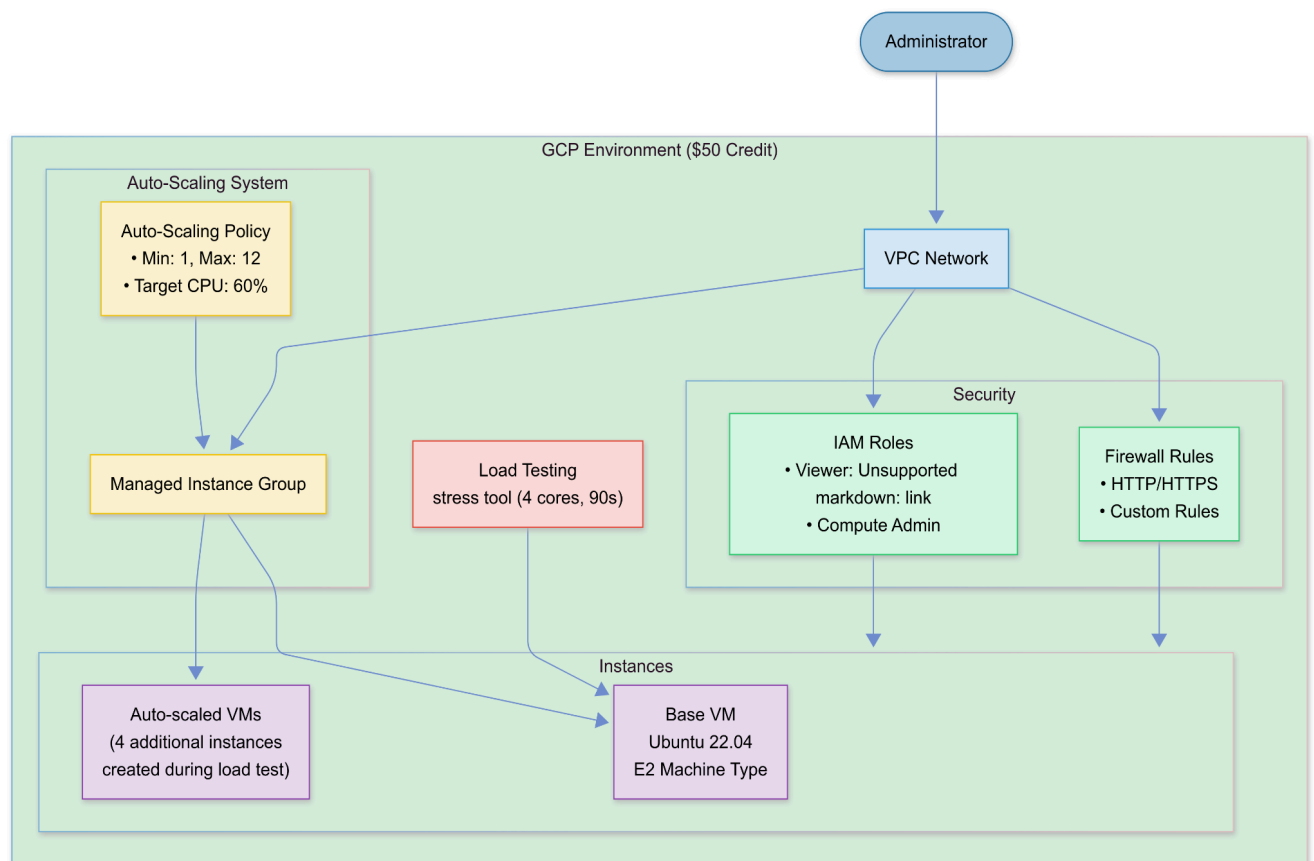 Administrator
GCP Environment ($50 Credit)
Auto-Scaling System
Auto-Scaling Policy
• Min: 1, Max: 12
• Target CPU: 60%
VPC Network
Managed Instance Group
Load Testing
stress tool (4 cores, 90s)
Security
IAM Roles
• Viewer: Unsupported
markdown: link
• Compute Admin
Firewall Rules
• HTTP/HTTPS
• Custom Rules
Instances
Auto-scaled VMs
(4 additional instances
created during load test)
Base VM
Ubuntu 22.04
E2 Machine Type